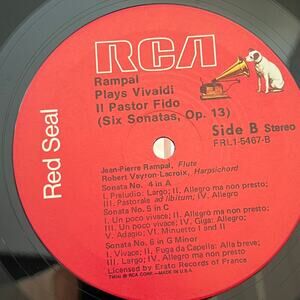 RCA
Rampal
Plays Vivaldi
Il Pastor Fido
(Six Sonatas, Op. 13)
Side B Stereo
FRL1-5467-B
Red Seal
Jean-Pierre Rampal, Flute
Robert Veyron-Lacroix, Harpsichord
Sonata No. 4 in A
I. Preludio: Largo; II. Allegro ma non presto;
III. Pastorale ad libitum; IV. Allegro
Sonata No. 5 in C
I. Un poco vivace; II. Allegro ma non presto;
III. Un poco vivace; IV. Giga: Allegro;
V. Adagio; VI. Minuetto I and II
Sonata No. 6 in G Minor
I. Vivace; II. Fuga da Capella: Alla breve;
III. Largo; IV. Allegro ma non presto
Licensed by Erato Records of France
TMK(s) ® RCA CORP.—MADE IN U.S.A.